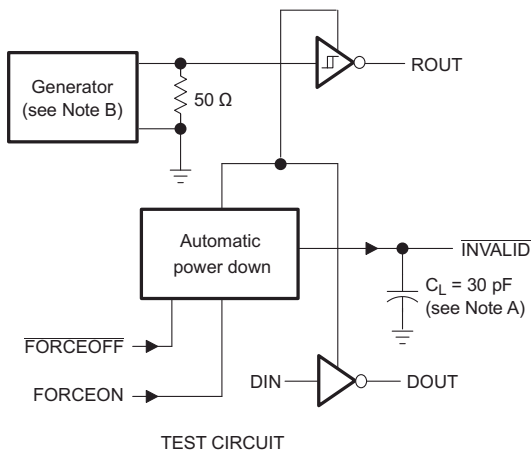 Generator
(see Note B)
50 Ω
ROUT
Automatic
power down
INVALID
C_L = 30 pF
(see Note A)
FORCEOFF
FORCEON
DIN
DOUT
TEST CIRCUIT